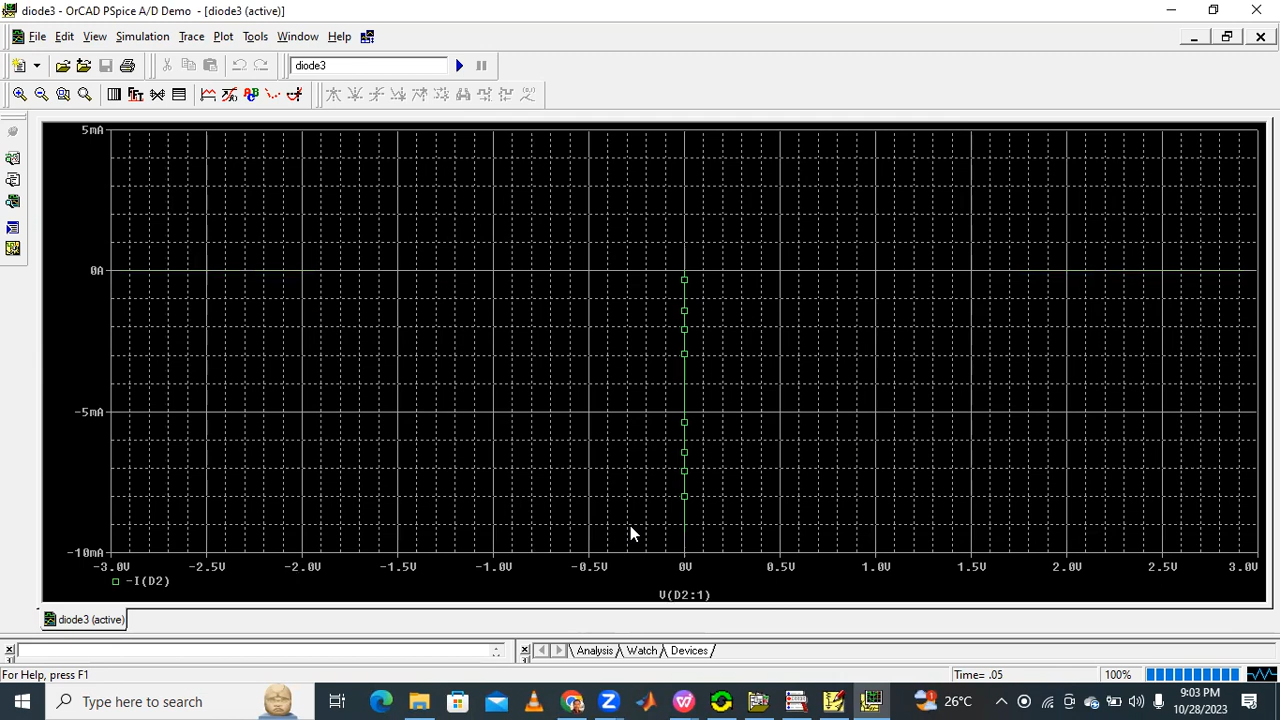 diode3 - OrCAD PSpice A/D Demo - [diode3 (active)]
File Edit View Simulation Trace Plot Tools Window Help
diode3
5mA
0A
-5mA
-10mA
-3.0V -2.5V -2.0V -1.5V -1.0V -0.5V 0V 0.5V 1.0V 1.5V 2.0V 2.5V 3.0V
-I(D2)
V(D2:1)
diode3 (active)
Analysis Watch Devices
For Help, press F1 Time= .05 100%
Type here to search 26°C 9:03 PM
10/28/2023